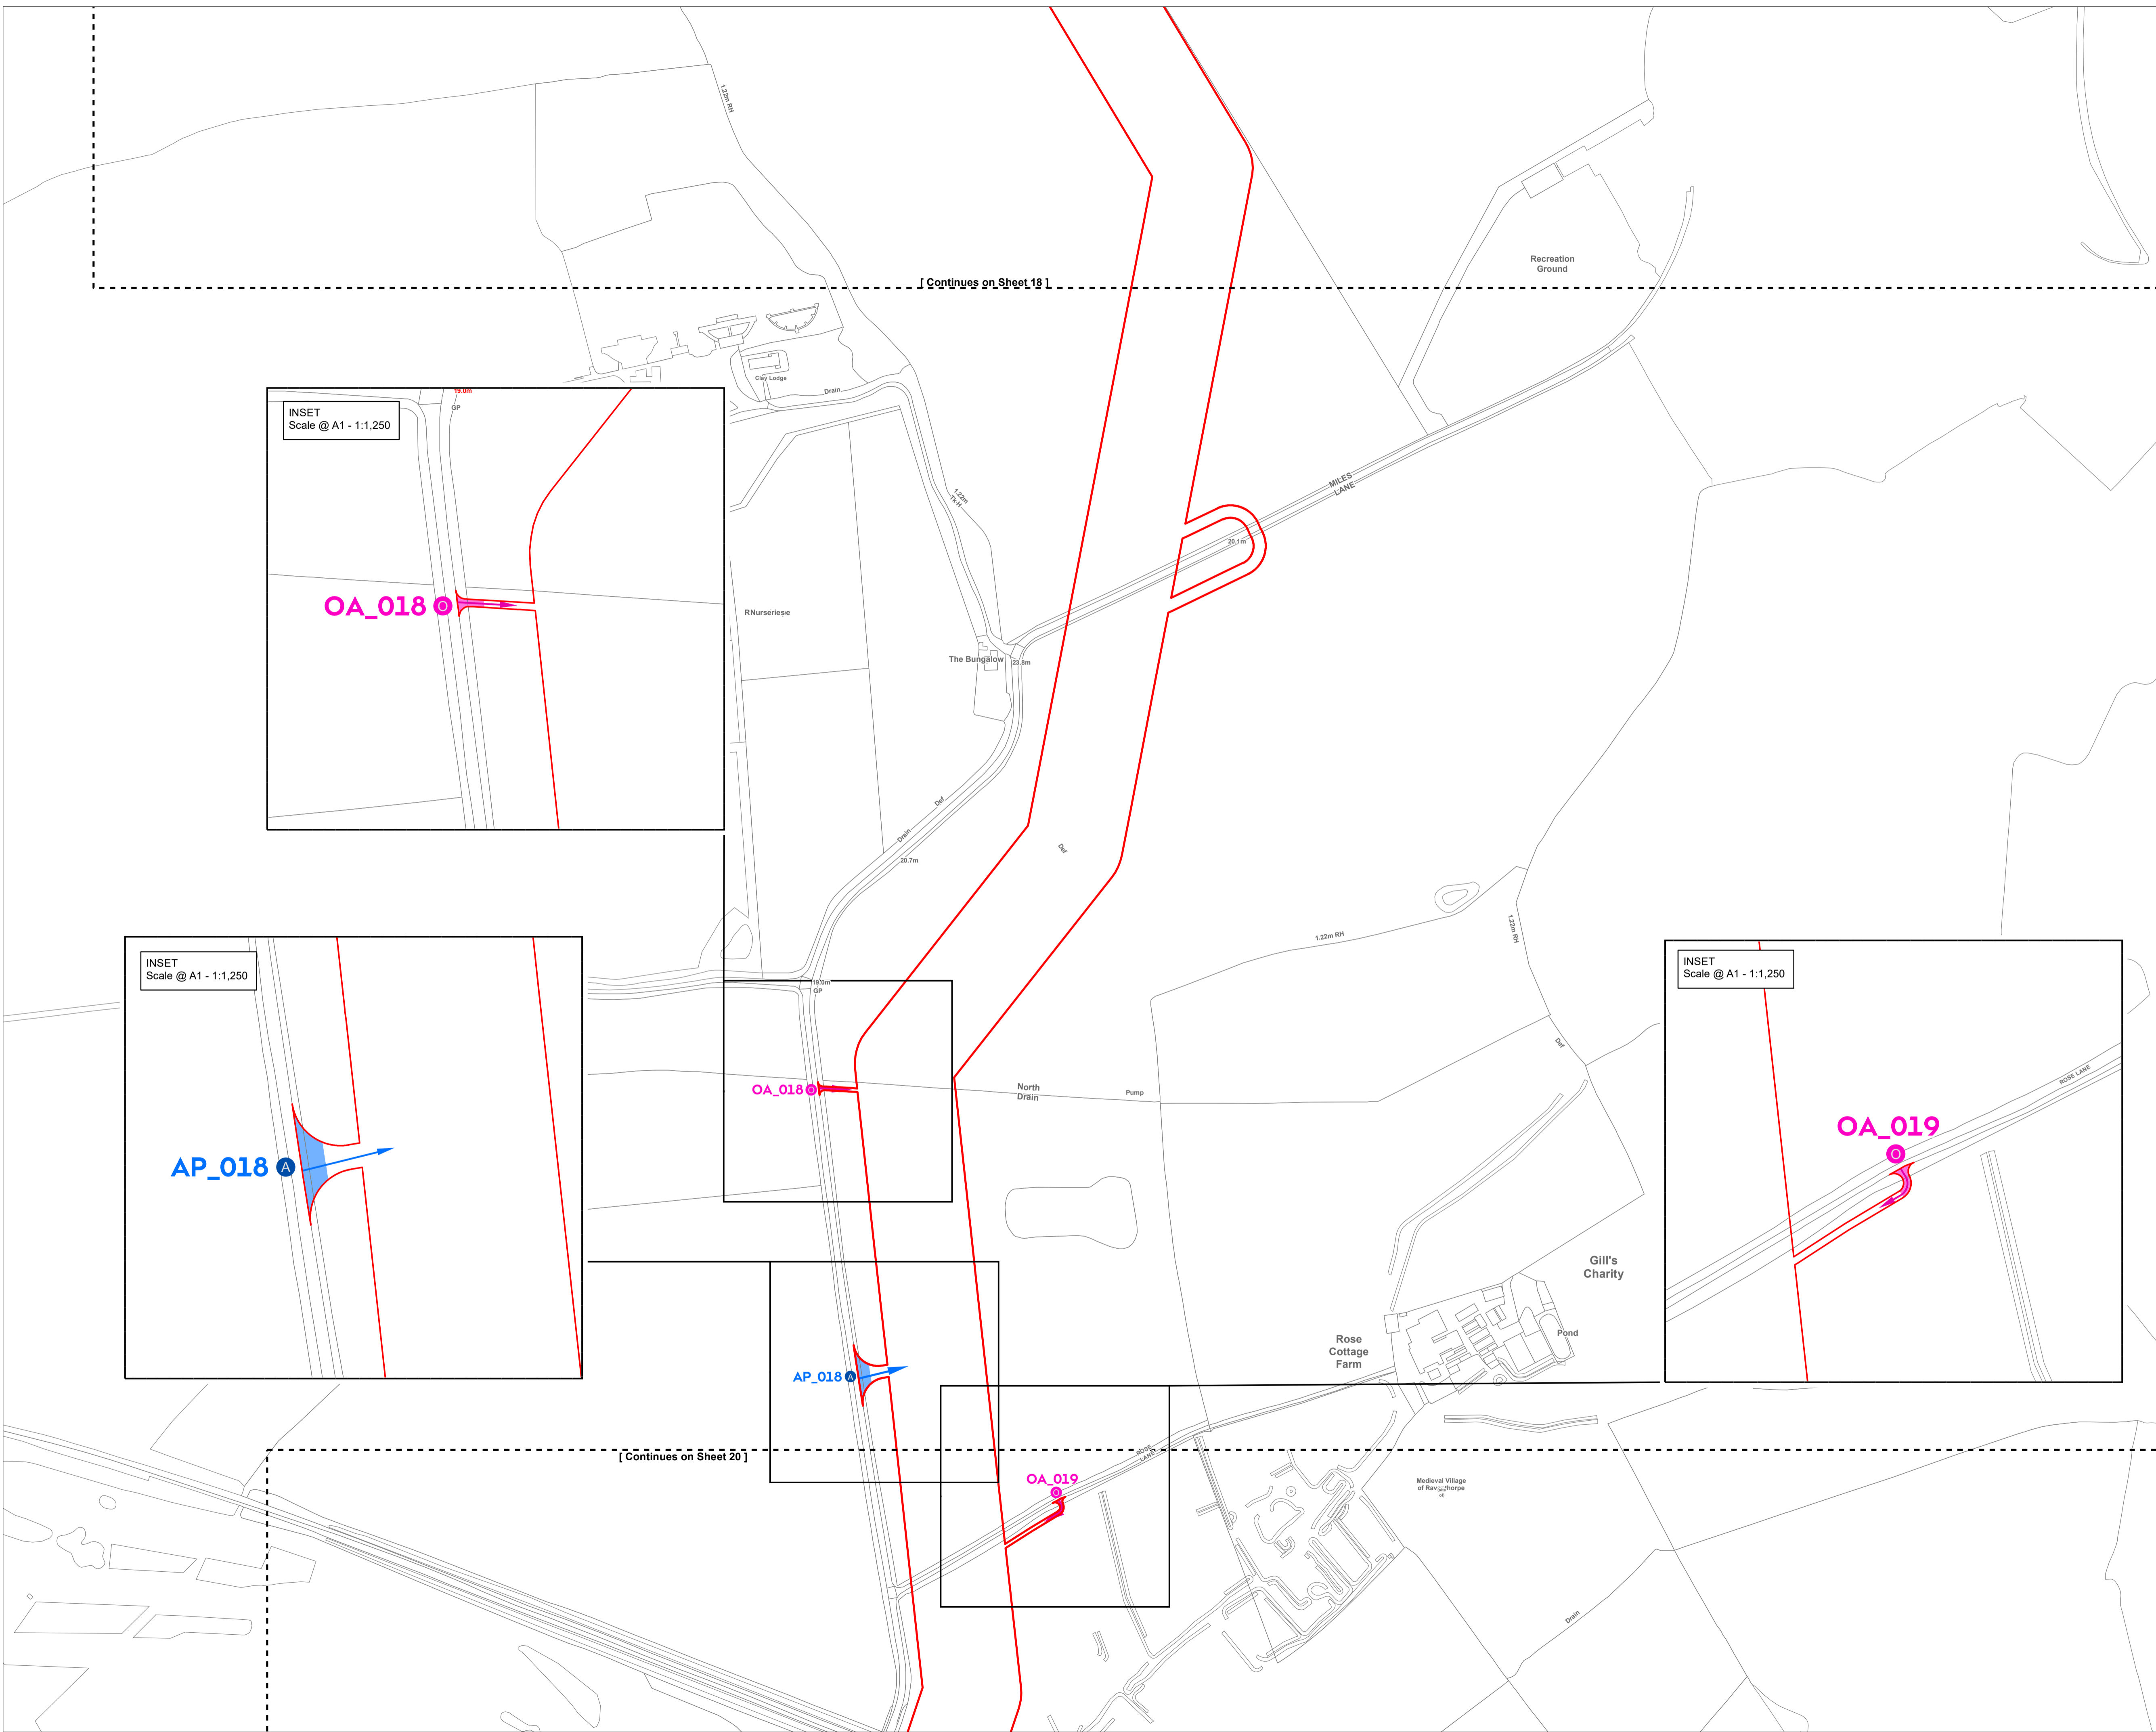 1.22m RH
Recreation
Ground
[ Continues on Sheet 18 ]
Clay Lodge
Drain
INSET
Scale @ A1 - 1:1,250
19.0m
GP
OA_018 O
1.22m
Tk H
MILES
LANE
20.1m
The Bungalow
23.8m
Def
Drain
20.7m
Def
1.22m RH
1.22m RH
INSET
Scale @ A1 - 1:1,250
AP_018 A
19.0m
GP
INSET
Scale @ A1 - 1:1,250
ROSE LANE
OA_019
O
Def
OA_018 O
North
Drain
Pump
Gill's
Charity
Rose
Cottage
Farm
Pond
AP_018 A
[ Continues on Sheet 20 ]
ROSE
LANE
OA_019
O
Medieval Village
Drain